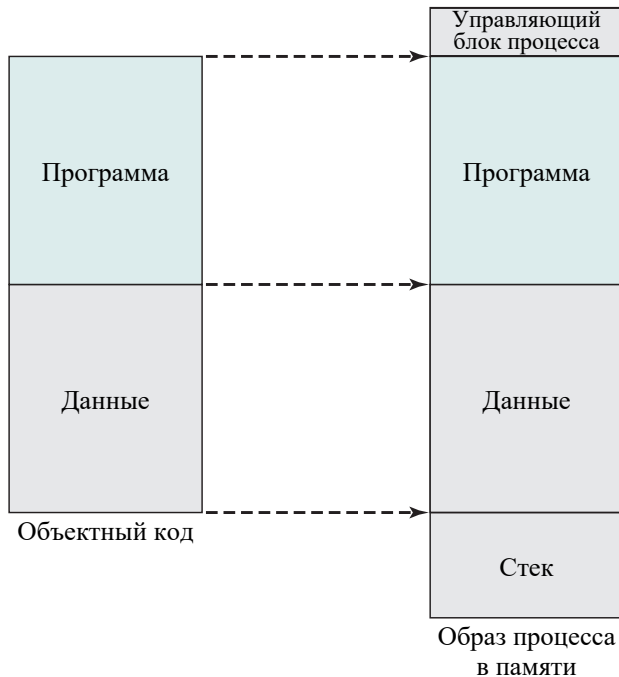 Программа
Данные
Объектный код
Управляющий
блок процесса
Программа
Данные
Стек
Образ процесса
в памяти